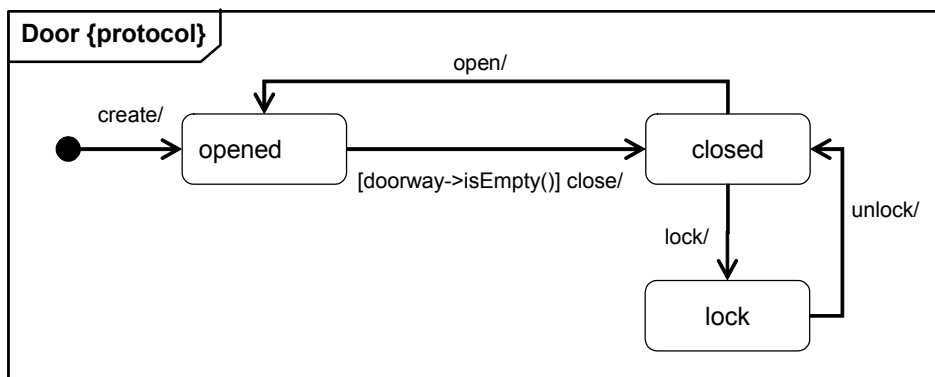 Door {protocol}
open/
create/
opened
closed
[doorway->isEmpty()] close/
unlock/
lock/
lock